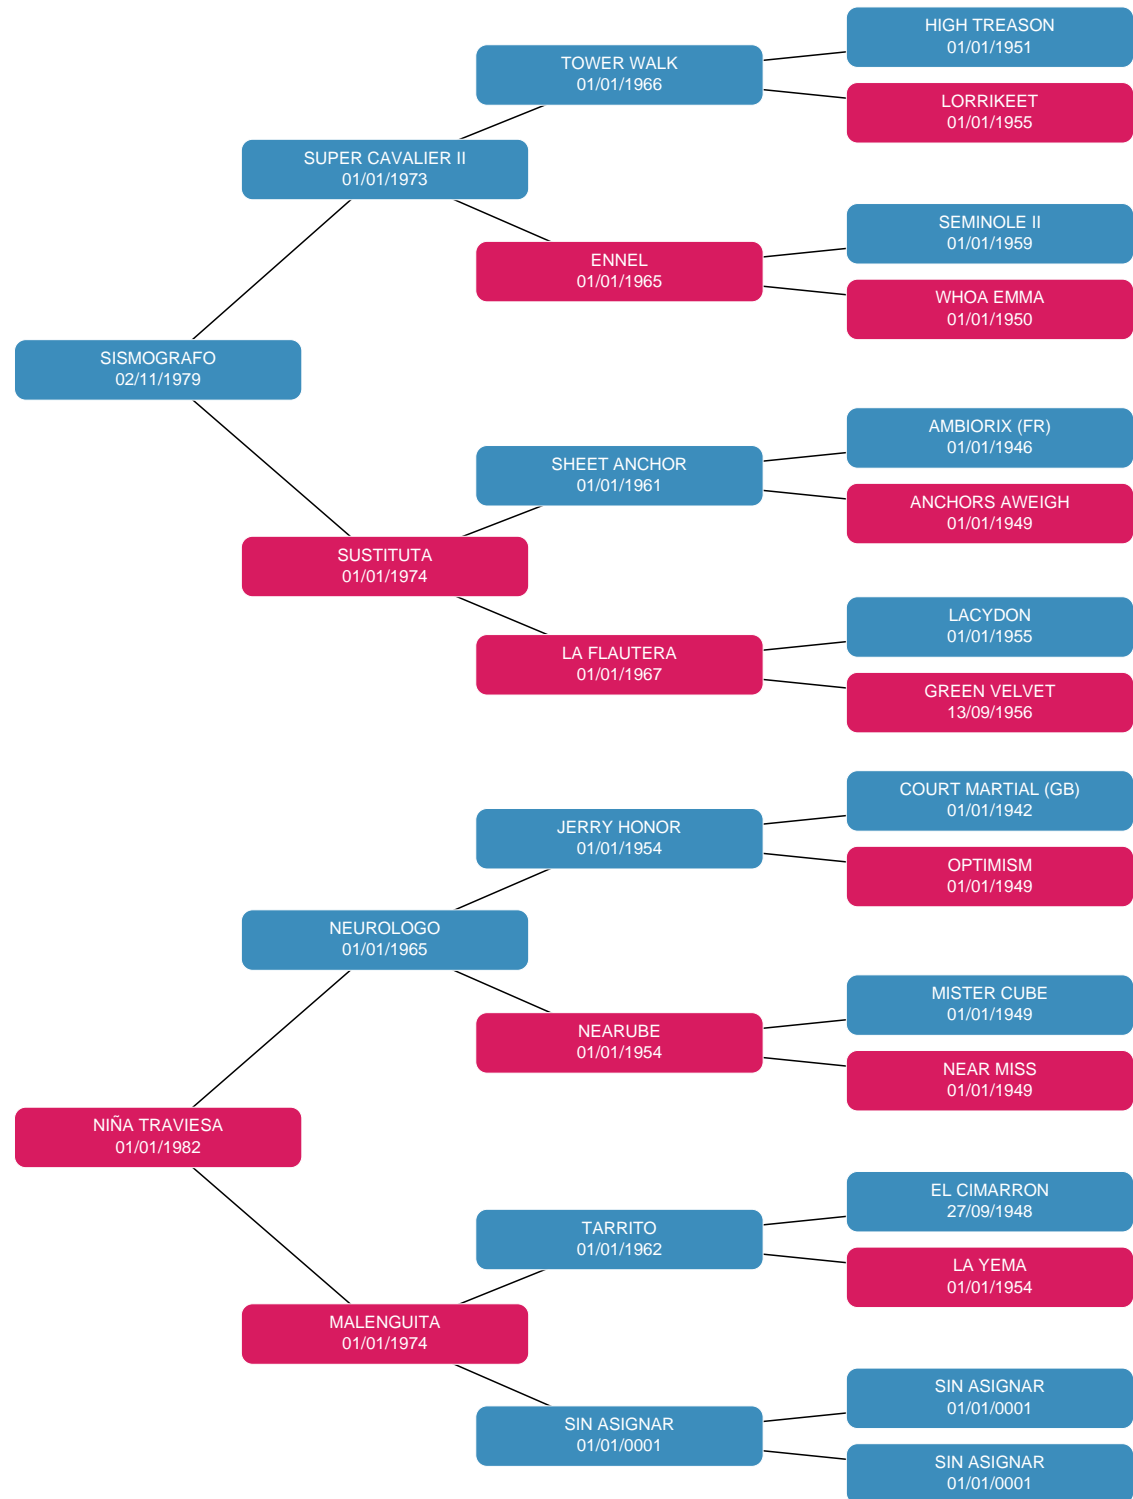 HIGH TREASON
01/01/1951
TOWER WALK
01/01/1966
LORRIKEET
01/01/1955
SUPER CAVALIER II
01/01/1973
SEMINOLE II
01/01/1959
ENNEL
01/01/1965
WHOA EMMA
01/01/1950
SISMOGRAFO
02/11/1979
AMBIORIX (FR)
01/01/1946
SHEET ANCHOR
01/01/1961
ANCHORS AWEIGH
01/01/1949
SUSTITUTA
01/01/1974
LACYDON
01/01/1955
LA FLAUTERA
01/01/1967
GREEN VELVET
13/09/1956
COURT MARTIAL (GB)
01/01/1942
JERRY HONOR
01/01/1954
OPTIMISM
01/01/1949
NEUROLOGO
01/01/1965
MISTER CUBE
01/01/1949
NEARUBE
01/01/1954
NEAR MISS
01/01/1949
NIÑA TRAVIESA
01/01/1982
EL CIMARRON
27/09/1948
TARRITO
01/01/1962
LA YEMA
01/01/1954
MALENGUITA
01/01/1974
SIN ASIGNAR
01/01/0001
SIN ASIGNAR
01/01/0001
SIN ASIGNAR
01/01/0001